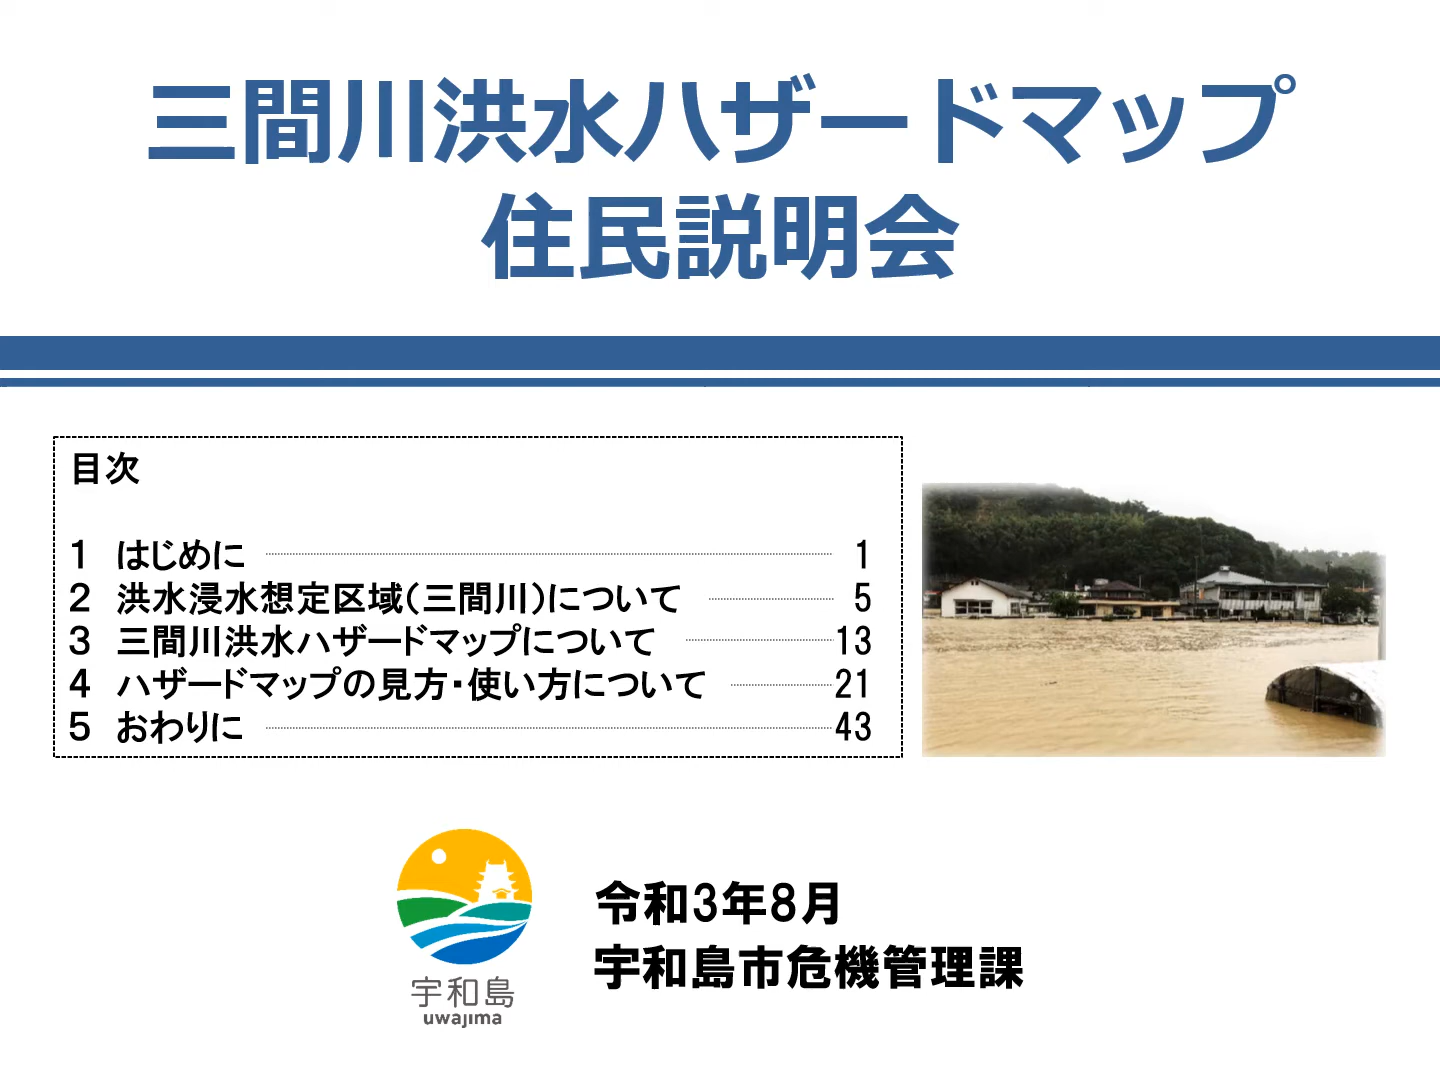 三間川洪水ハザードマップ
住民説明会
目次
1 はじめに 1
2 洪水浸水想定区域（三間川）について 5
3 三間川洪水ハザードマップについて 13
4 ハザードマップの見方・使い方について 21
5 おわりに 43
宇和島
uwajima
令和3年8月
宇和島市危機管理課